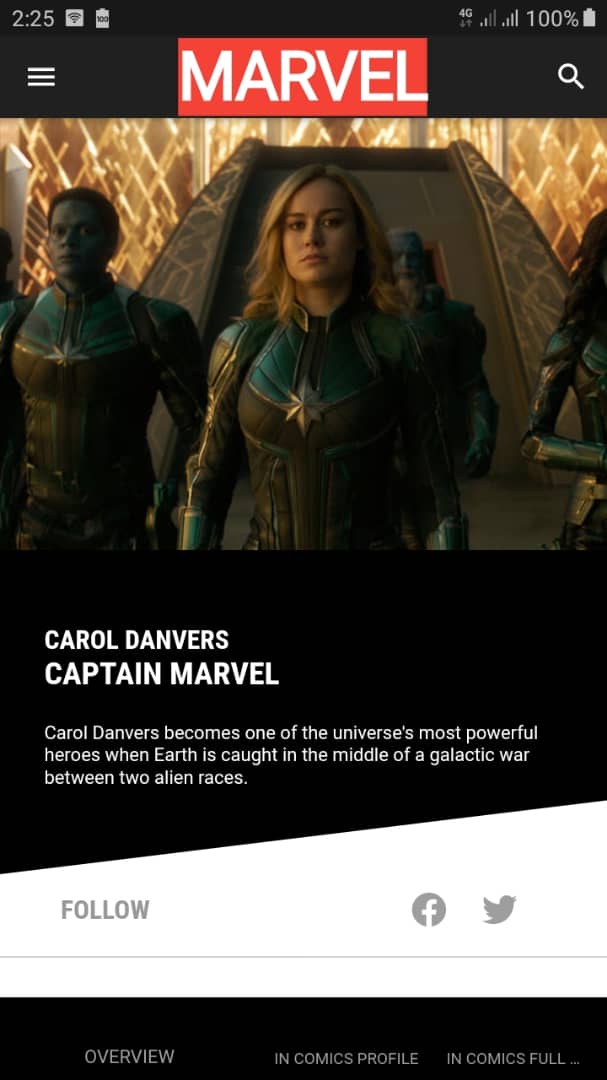 2:25 100 4G 100%
MARVEL
CAROL DANVERS
CAPTAIN MARVEL
Carol Danvers becomes one of the universe's most powerful
heroes when Earth is caught in the middle of a galactic war
between two alien races.
FOLLOW
OVERVIEW IN COMICS PROFILE IN COMICS FULL ...